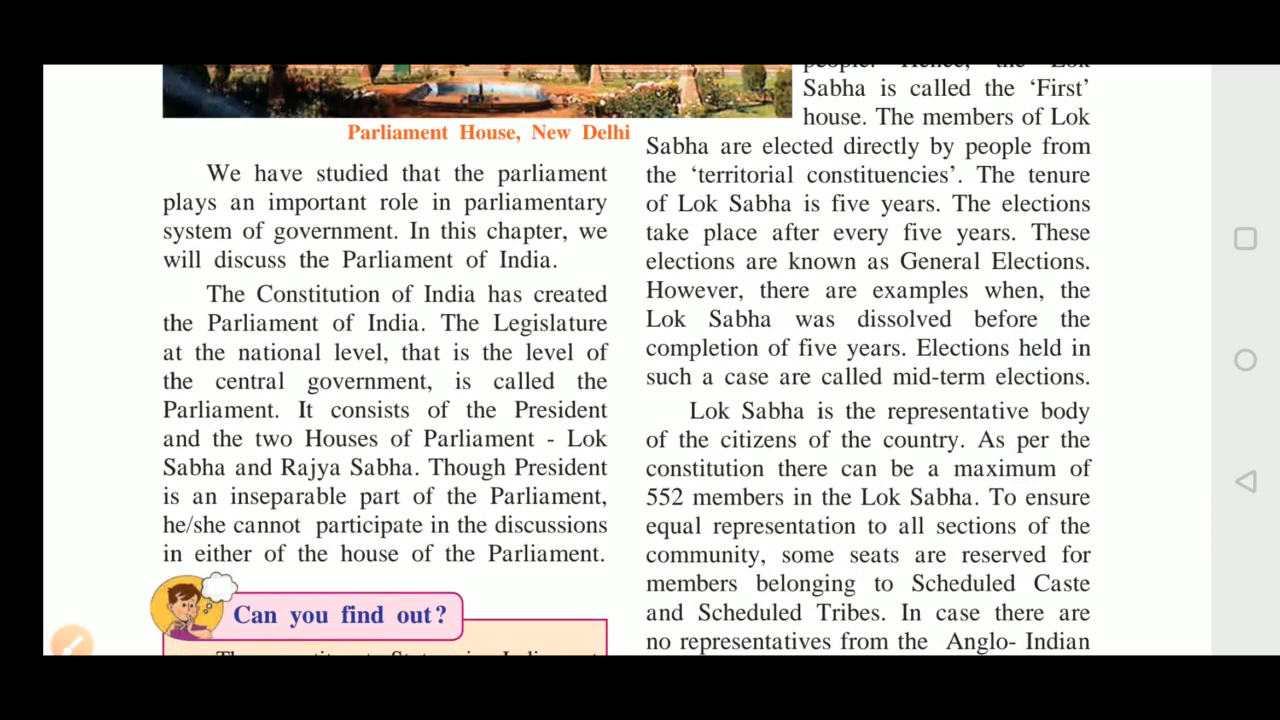 Parliament House, New Delhi
We have studied that the parliament
plays an important role in parliamentary
system of government. In this chapter, we
will discuss the Parliament of India.
The Constitution of India has created
the Parliament of India. The Legislature
at the national level, that is the level of
the central government, is called the
Parliament. It consists of the President
and the two Houses of Parliament - Lok
Sabha and Rajya Sabha. Though President
is an inseparable part of the Parliament,
he/she cannot participate in the discussions
in either of the house of the Parliament.
Can you find out?
people. Hence, the Lok
Sabha is called the ‘First’
house. The members of Lok
Sabha are elected directly by people from
the ‘territorial constituencies’. The tenure
of Lok Sabha is five years. The elections
take place after every five years. These
elections are known as General Elections.
However, there are examples when, the
Lok Sabha was dissolved before the
completion of five years. Elections held in
such a case are called mid-term elections.
Lok Sabha is the representative body
of the citizens of the country. As per the
constitution there can be a maximum of
552 members in the Lok Sabha. To ensure
equal representation to all sections of the
community, some seats are reserved for
members belonging to Scheduled Caste
and Scheduled Tribes. In case there are
no representatives from the Anglo- Indian